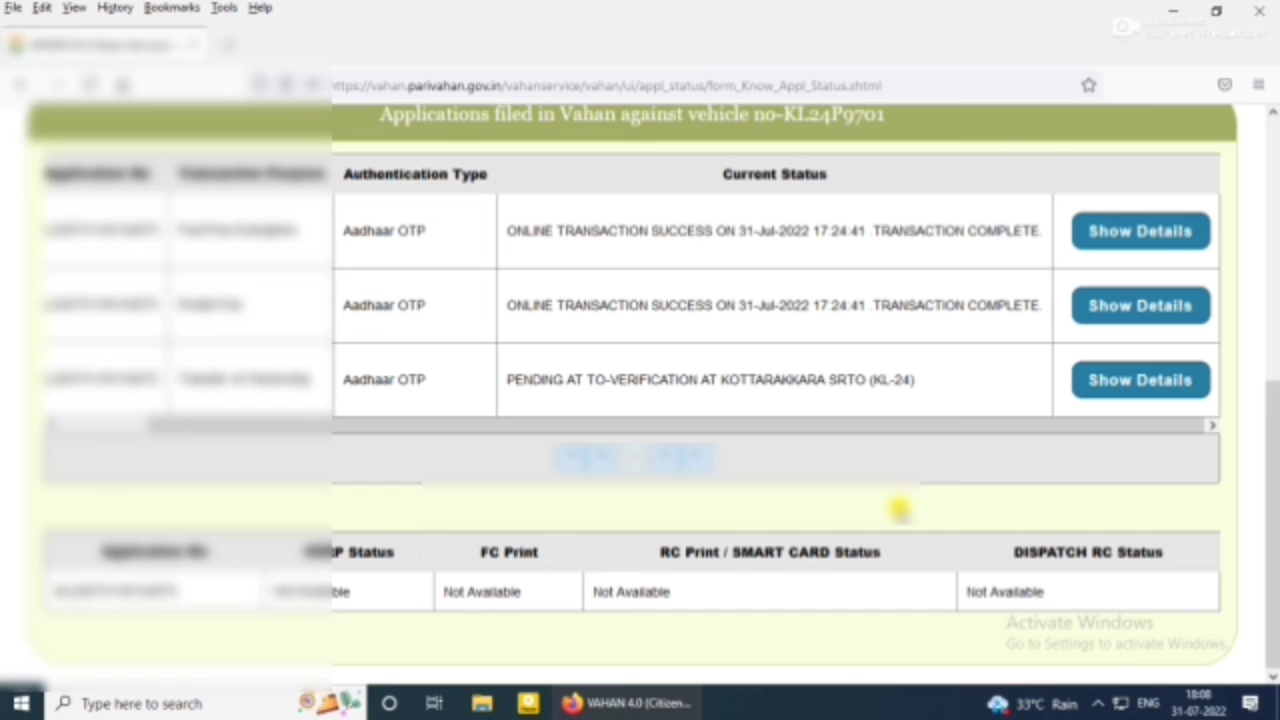 File Edit View History Bookmarks Tools Help
https://vahan.parivahan.gov.in/vahanservice/vahan/ui/appl_status/form_Know_Appl_Status.xhtml
Applications filed in Vahan against vehicle no-KL24P9701
Authentication Type Current Status
Aadhaar OTP ONLINE TRANSACTION SUCCESS ON 31-Jul-2022 17:24:41 .TRANSACTION COMPLETE. Show Details
Aadhaar OTP ONLINE TRANSACTION SUCCESS ON 31-Jul-2022 17:24:41 .TRANSACTION COMPLETE. Show Details
Aadhaar OTP PENDING AT TO-VERIFICATION AT KOTTARAKKARA SRTO (KL-24) Show Details
Status FC Print RC Print / SMART CARD Status DISPATCH RC Status
Not Available Not Available Not Available
Activate Windows
Go to Settings to activate Windows.
Type here to search
VAHAN 4.0 (Citizen...
33°C Rain
ENG
18:08
31-07-2022